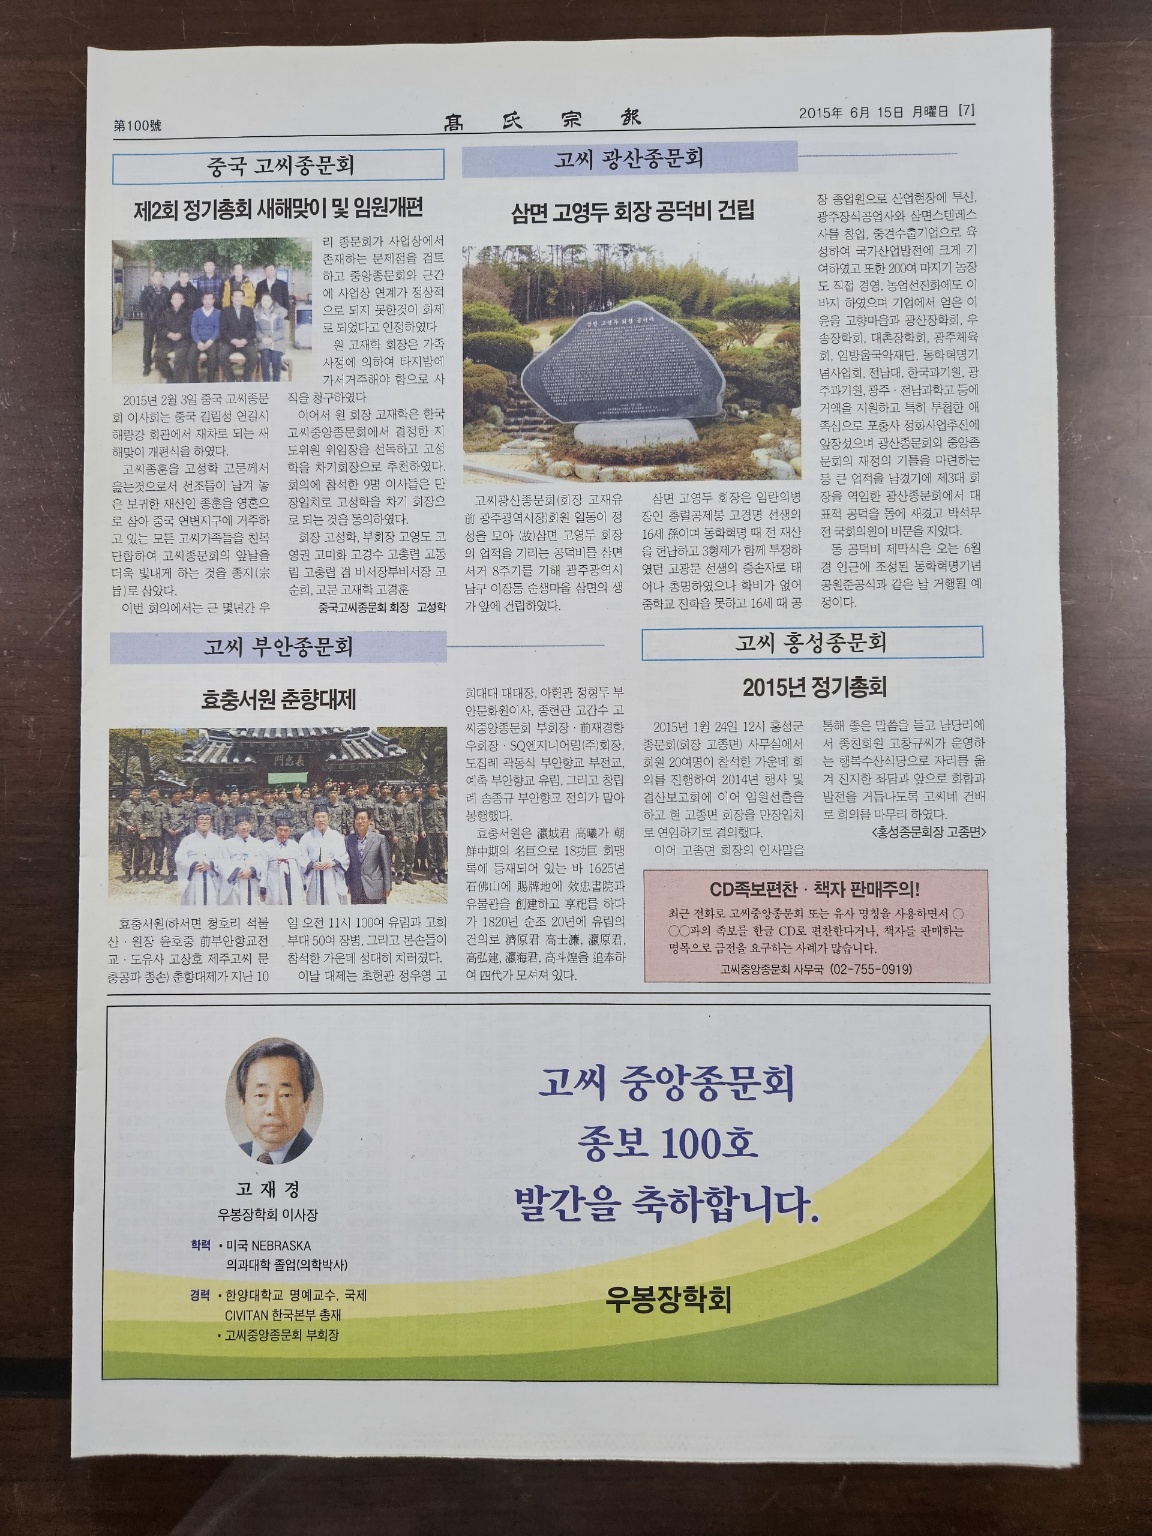 第100號
高氏宗報
2015年 6月 15日 月曜日 [7]
중국 고씨종문회
제2회 정기총회 새해맞이 및 임원개편
2015년 2월 3일 중국 고씨종문
회 이사회는 중국 길림성 연길시
해람강 회관에서 재차로 되는 새
해맞이 개편식을 하였다.
고씨종훈을 고성학 고문께서
읊는것으로서 선조들이 남겨 놓
은 보귀한 재산인 종훈을 영혼으
로 삼아 중국 연변지구에 거주하
고 있는 모든 고씨가족들을 친목
단합하여 고씨종문회의 앞날을
더욱 빛내게 하는 것을 종지(宗
旨)로 삼았다.
이번 회의에서는 근 몇년간 우
리 종문회가 사업상에서
존재하는 문제점을 검토
하고 중앙종문회와 근간
에 사업상 연계가 정상적
으로 되지 못한것이 화제
로 되었다고 인정하였다.
원 고재학 회장은 가족
사정에 의하여 타지방에
가서 거주해야 함으로 사
직을 청구하였다.
이어서 원 회장 고재학은 한국
고씨중앙종문회에서 결정한 지
도위원 위임장을 선독하고 고성
학을 차기회장으로 추천하였다.
회의에 참석한 9명 이사들은 만
장일치로 고성학을 차기 회장으
로 되는 것을 동의하였다.
회장 고성학, 부회장 고영도 고
영권 고미화 고경수 고종렬 고동
립 고종렬 겸 비서장부비서장 고
순희, 고문 고재학 고경훈
중국고씨종문회 회장 고성학
고씨 광산종문회
삼면 고영두 회장 공덕비 건립
삼면 고영두 회장 공덕비
고씨광산종문회(회장 고재유
前 광주광역시장)회원 일동이 정
성을 모아 (故)삼면 고영두 회장
의 업적을 기리는 공덕비를 삼면
서거 8주기를 기해 광주광역시
남구 이장동 순생마을 삼면의 생
가 앞에 건립하였다.
삼면 고영두 회장은 임란의병
장인 충렬공제봉 고경명 선생의
16세 孫이며 동학혁명 때 전 재산
을 헌납하고 3형제가 함께 투쟁하
였던 고광문 선생의 증손자로 태
어나 총명하였으나 학비가 없어
중학교 진학을 못하고 16세 때 공
장 종업원으로 산업현장에 투신,
광주장식공업사와 삼면스텐레스
사를 창업, 중견수출기업으로 육
성하여 국가산업발전에 크게 기
여하였고 또한 200여 마지기 농장
도 직접 경영, 농업선진화에도 이
바지 하였으며 기업에서 얻은 이
윤을 고향마을과 광산장학회, 우
송장학회, 대촌장학회, 광주체육
회, 임방울국악재단, 동학혁명기
념사업회, 전남대, 한국과기원, 광
주과기원, 광주·전남과학고 등에
거액을 지원하고 특히 투철한 애
족심으로 포충사 정화사업추진에
앞장섰으며 광산종문회와 중앙종
문회의 재정의 기틀을 마련하는
등 큰 업적을 남겼기에 제3대 회
장을 역임한 광산종문회에서 대
표적 공덕을 돌에 새겼고 박석무
전 국회의원이 비문을 지었다.
동 공덕비 제막식은 오는 6월
경 인근에 조성된 동학혁명기념
공원준공식과 같은 날 거행될 예
정이다.
고씨 부안종문회
효충서원 춘향대제
효충서원(하서면 청호리 석불
산·원장 윤호중 前부안향교전
교·도유사 고상호 제주고씨 문
충공파 종손) 춘향대제가 지난 10
일 오전 11시 100여 유림과 고희
부대 50여 장병, 그리고 본손들이
참석한 가운데 성대히 치러졌다.
이날 대제는 초헌관 정우영 고
희대대 대대장, 아헌관 정형두 부
안문화원이사, 종헌관 고갑수 고
씨중앙종문회 부회장·前재경향
우회장·SQ엔지니어링(주)회장,
도집례 곽동식 부안향교 부전교,
예축 부안향교 유림, 그리고 창립
례 송종규 부안향교 전의가 맡아
봉행했다.
효충서원은 瀛城君 高曦가 朝
鮮中期의 名臣으로 18功臣 회맹
록에 등재되어 있는 바 1625년
石佛山에 賜牌地에 效忠書院과
유물관을 創建하고 享祀를 하다
가 1820년 순조 20년에 유림의
건의로 濟原君 高士濂, 瀛原君,
高弘建, 瀛海君, 高斗煌을 追奉하
여 四代가 모셔져 있다.
고씨 홍성종문회
2015년 정기총회
2015년 1월 24일 12시 홍성군
종문회(회장 고종면) 사무실에서
회원 20여명이 참석한 가운데 회
의를 진행하여 2014년 행사 및
결산보고회에 이어 임원선출을
하고 현 고종면 회장을 만장일치
로 연임하기로 결의했다.
이어 고종면 회장의 인사말을
통해 좋은 말씀을 듣고 남당리에
서 종친회원 고창규씨가 운영하
는 행복수산식당으로 자리를 옮
겨 진지한 좌담과 앞으로 화합과
발전을 거듭나도록 고씨네 건배
로 회의를 마무리 하였다.
<홍성종문회장 고종면>
CD족보편찬·책자 판매주의!
최근 전화로 고씨중앙종문회 또는 유사 명칭을 사용하면서 ○
○○파의 족보를 한글 CD로 편찬한다거나, 책자를 판매하는
명목으로 금전을 요구하는 사례가 많습니다.
고씨중앙종문회 사무국 (02-755-0919)
고 재 경
우봉장학회 이사장
학력 • 미국 NEBRASKA
의과대학 졸업(의학박사)
경력 • 한양대학교 명예교수, 국제
CIVITAN 한국본부 총재
• 고씨중앙종문회 부회장
고씨 중앙종문회
종보 100호
발간을 축하합니다.
우봉장학회